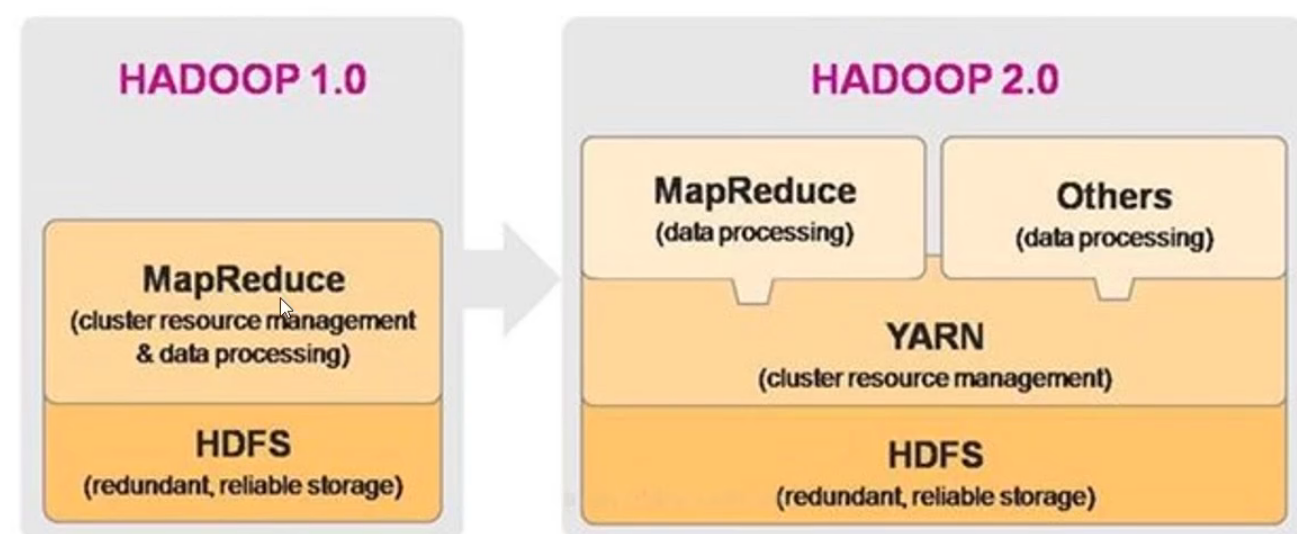 HADOOP 1.0
MapReduce
(cluster resource management
& data processing)
HDFS
(redundant, reliable storage)
HADOOP 2.0
MapReduce
(data processing)
Others
(data processing)
YARN
(cluster resource management)
HDFS
(redundant, reliable storage)